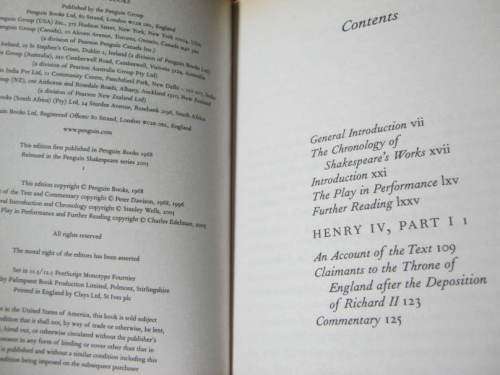 BOOKS
Published by the Penguin Group
Books Ltd, 80 Strand, London WC2R 0RL, England
Group (USA) Inc., 375 Hudson Street, New York, New York 10014, USA
Group (Canada), 10 Alcorn Avenue, Toronto, Ontario, Canada M4V 3B2
(a division of Pearson Penguin Canada Inc.)
Ireland, 25 St Stephen's Green, Dublin 2, Ireland (a division of Penguin Books Ltd)
Group (Australia), 250 Camberwell Road, Camberwell, Victoria 3124, Australia
(a division of Pearson Australia Group Pty Ltd)
India Pvt Ltd, 11 Community Centre, Panchsheel Park, New Delhi
Group (NZ), cnr Airborne and Rosedale Roads, Albany, Auckland 1310, New Zealand
(a division of Pearson New Zealand Ltd)
Books (South Africa) (Pty) Ltd, 24 Sturdee Avenue, Rosebank 2196, South Africa
Books Ltd, Registered Offices: 80 Strand, London WC2R 0RL, England
www.penguin.com
This edition first published in Penguin Books 1968
Reissued in the Penguin Shakespeare series 2005
1
This edition copyright © Penguin Books, 1968
of the Text and Commentary copyright © Peter Davison, 1968, 1996
General Introduction and Chronology copyright © Stanley Wells, 2005
Play in Performance and Further Reading copyright © Charles Edelman, 2005
All rights reserved
The moral right of the editors has been asserted
Set in 11.5/12.5 PostScript Monotype Fournier
by Palimpsest Book Production Limited, Polmont, Stirlingshire
Printed in England by Clays Ltd, St Ives plc
in the United States of America, this book is sold subject
condition that it shall not, by way of trade or otherwise, be lent,
hired out, or otherwise circulated without the publisher's
consent in any form of binding or cover other than that in
it is published and without a similar condition including this
condition being imposed on the subsequent purchaser
Contents
General Introduction vii
The Chronology of
Shakespeare's Works xvii
Introduction xxi
The Play in Performance lxv
Further Reading lxxv
HENRY IV, PART I 1
An Account of the Text 109
Claimants to the Throne of
England after the Deposition
of Richard II 123
Commentary 125